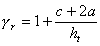 γᵣ = 1 + (c + 2a) / hₜ